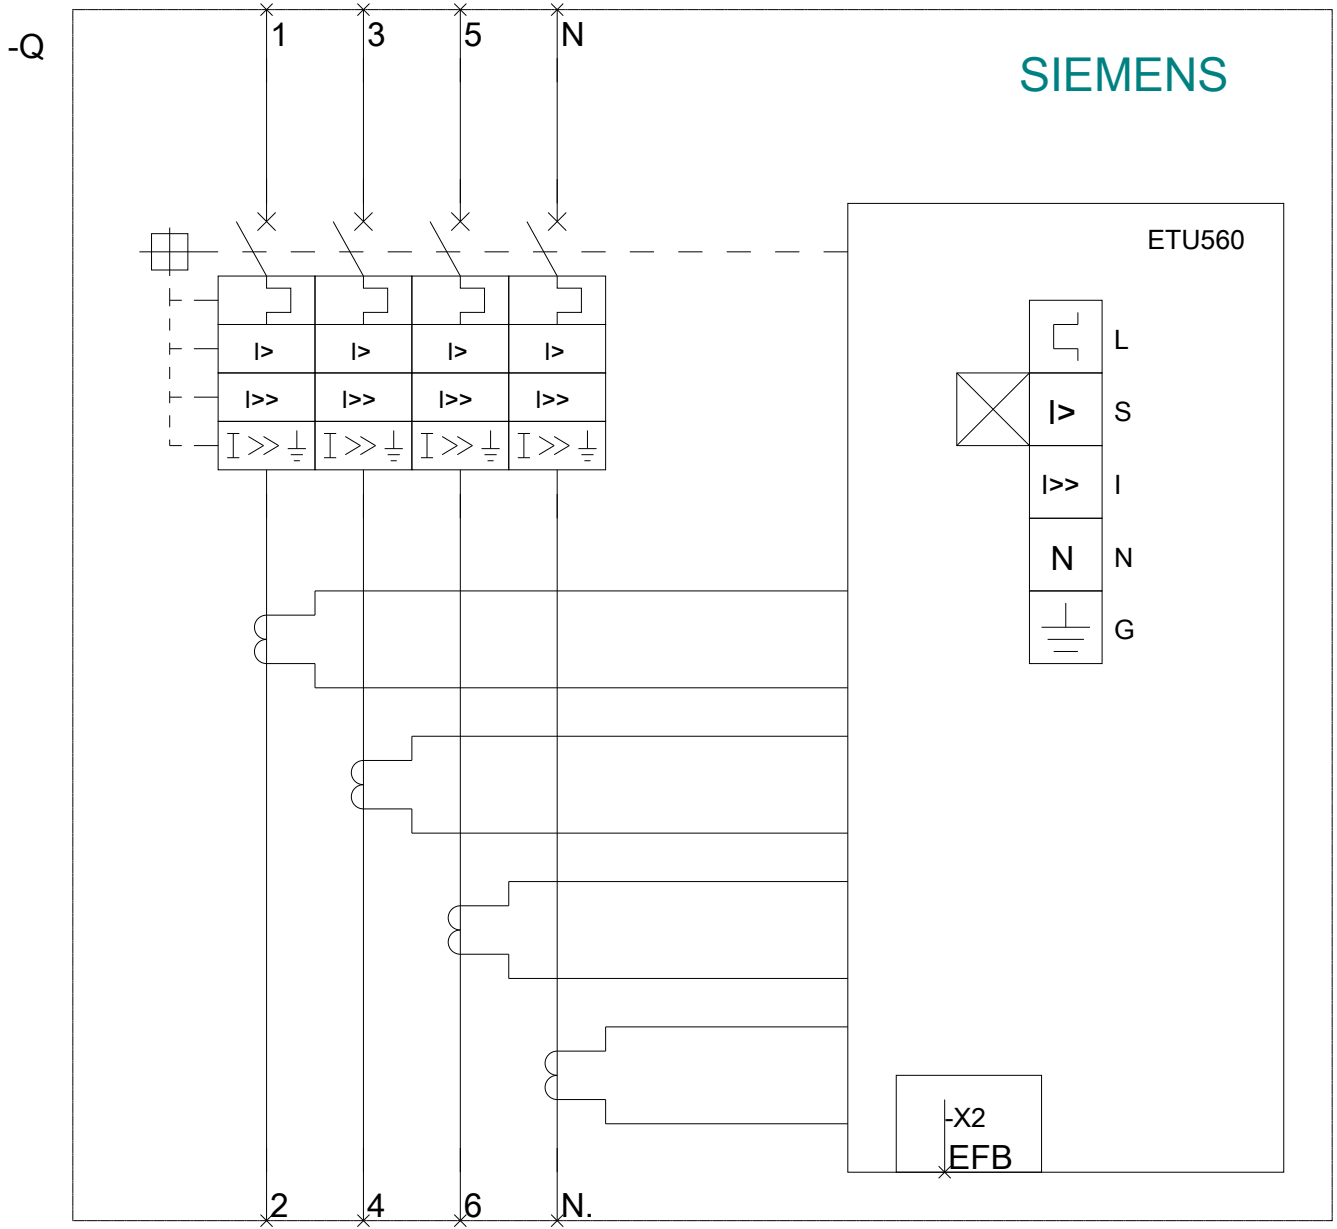 1 3 5 N
-Q
SIEMENS
ETU560
L
I> I> I> I> 
I>> I>> I>> I>>
I> S
I >> I >> I >> I >>
I>> I
N N
G
-X2
EFB
2 4 6 N.